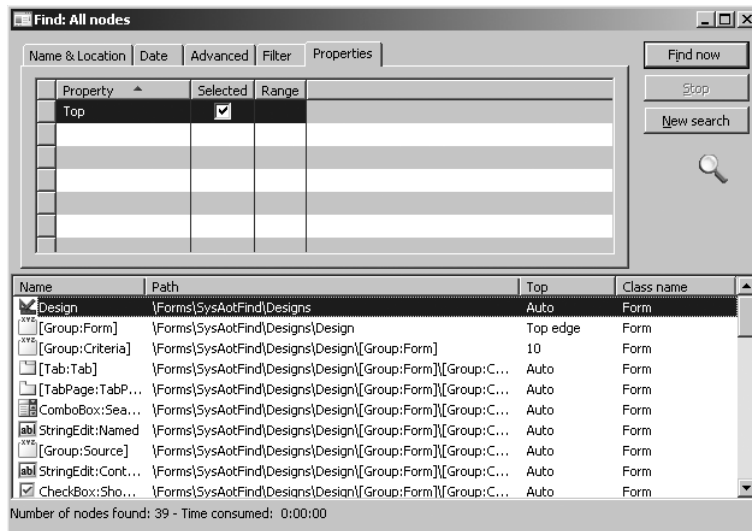 Find: All nodes
Name & Location Date Advanced Filter Properties
Find now
Stop
New search
Property Selected Range
Top
Name Path Top Class name
Design \Forms\SysAotFind\Designs Auto Form
[Group:Form] \Forms\SysAotFind\Designs\Design Top edge Form
[Group:Criteria] \Forms\SysAotFind\Designs\Design\[Group:Form] 10 Form
[Tab:Tab] \Forms\SysAotFind\Designs\Design\[Group:Form]\[Group:C... Auto Form
[TabPage:TabP... \Forms\SysAotFind\Designs\Design\[Group:Form]\[Group:C... Auto Form
ComboBox:Sea... \Forms\SysAotFind\Designs\Design\[Group:Form]\[Group:C... Auto Form
StringEdit:Named \Forms\SysAotFind\Designs\Design\[Group:Form]\[Group:C... Auto Form
[Group:Source] \Forms\SysAotFind\Designs\Design\[Group:Form]\[Group:C... Auto Form
StringEdit:Cont... \Forms\SysAotFind\Designs\Design\[Group:Form]\[Group:C... Auto Form
CheckBox:Sho... \Forms\SysAotFind\Designs\Design\[Group:Form]\[Group:C... Auto Form
Number of nodes found: 39 - Time consumed: 0:00:00